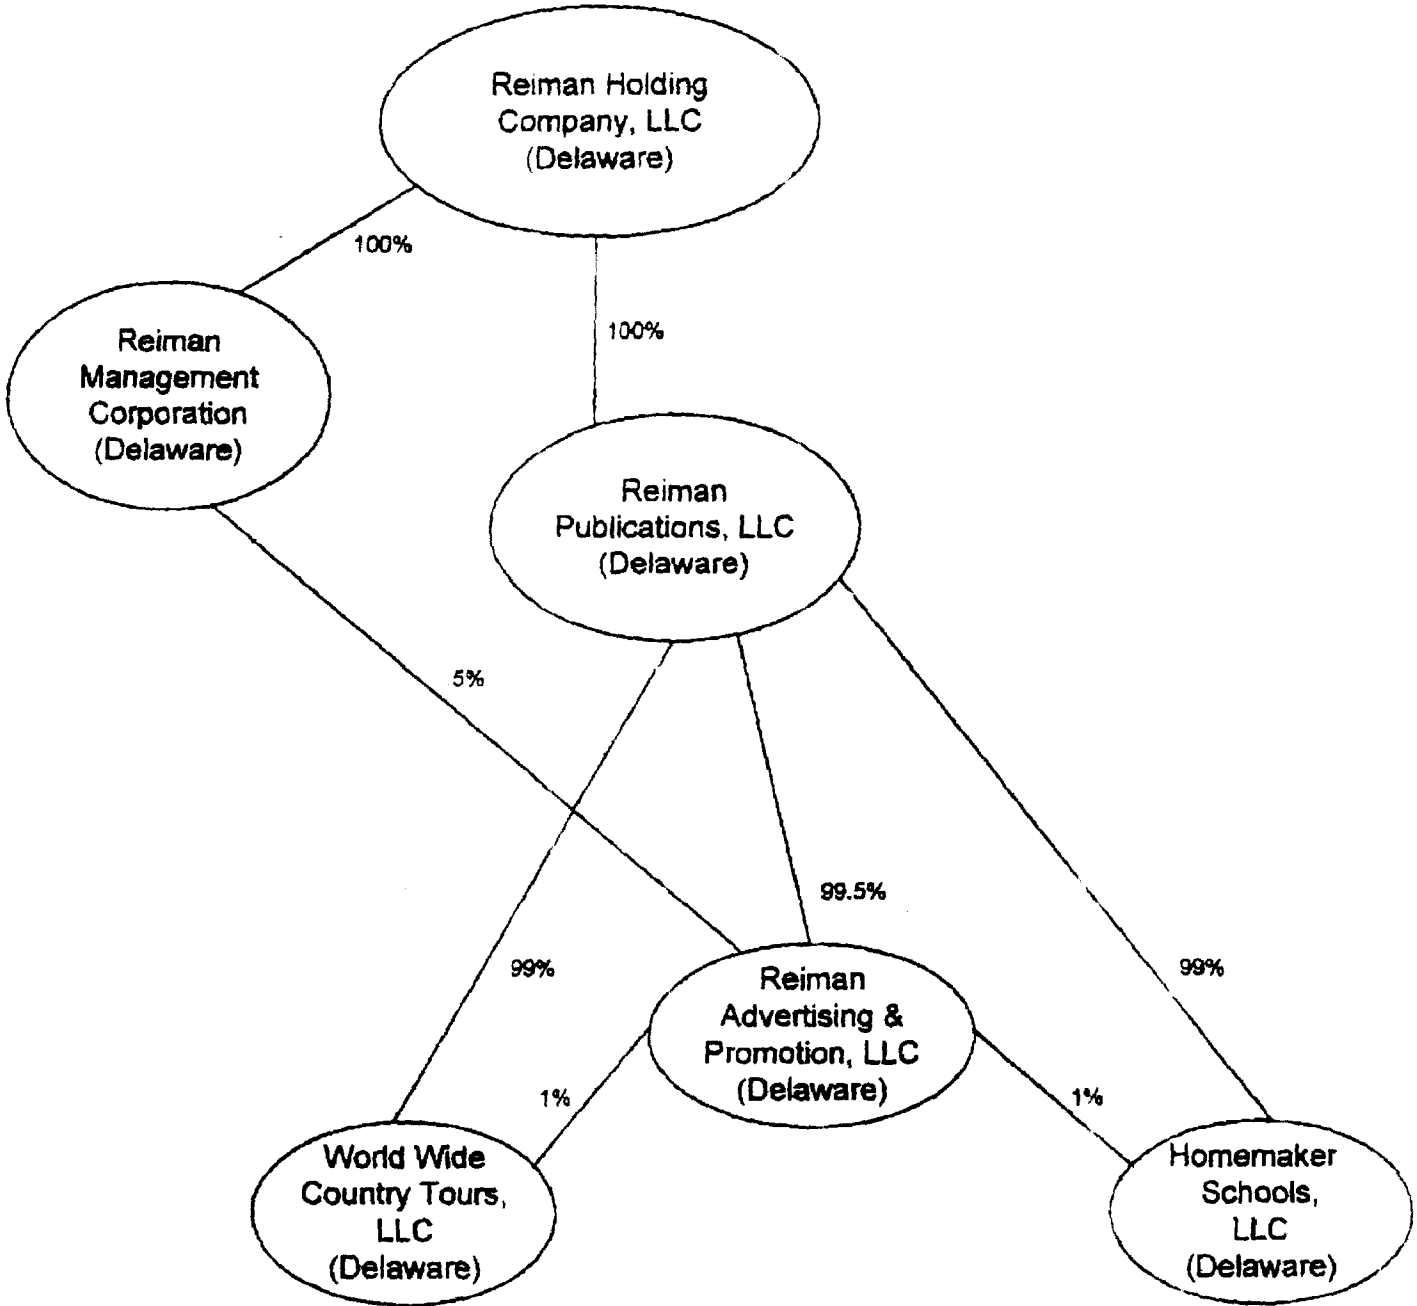 Reiman Holding
Company, LLC
(Delaware)
100%
100%
Reiman
Management
Corporation
(Delaware)
Reiman
Publications, LLC
(Delaware)
5%
99.5%
99%
99%
Reiman
Advertising &
Promotion, LLC
(Delaware)
1%
1%
World Wide
Country Tours,
LLC
(Delaware)
Homemaker
Schools,
LLC
(Delaware)